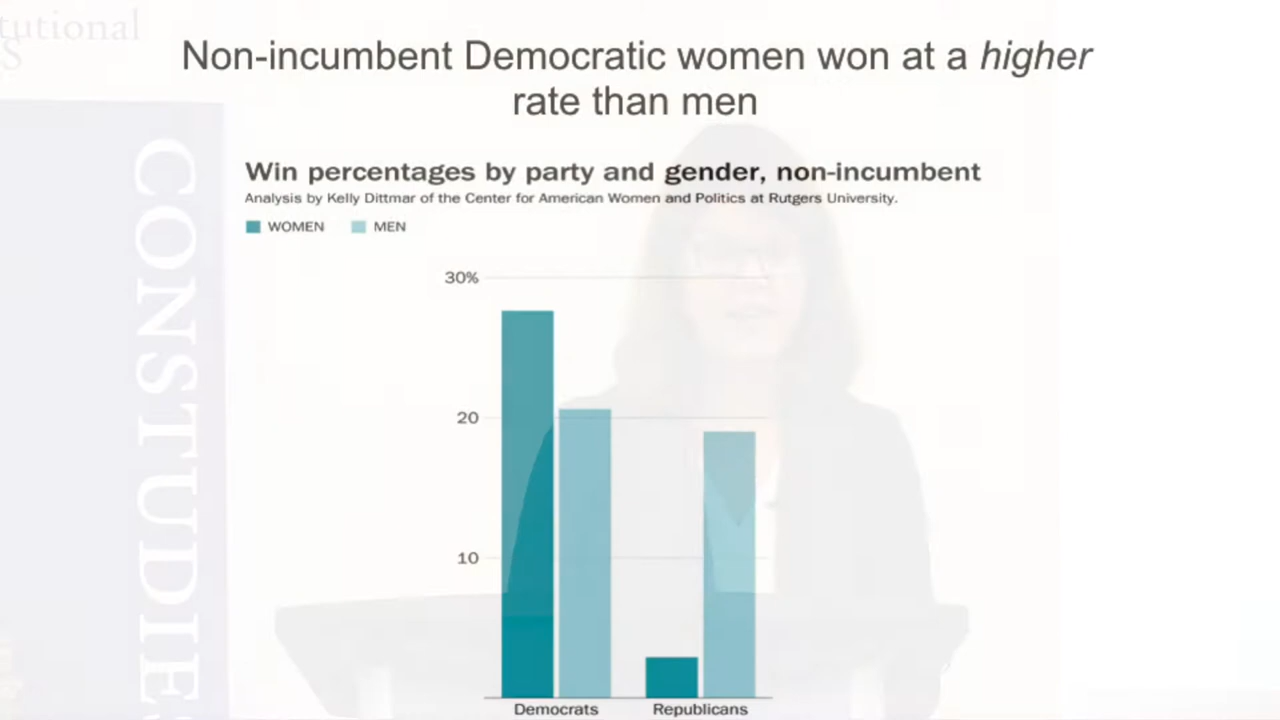 tutional
S
Non-incumbent Democratic women won at a higher
rate than men
Win percentages by party and gender, non-incumbent
Analysis by Kelly Dittmar of the Center for American Women and Politics at Rutgers University.
WOMEN MEN
30%
20
10
Democrats Republicans
CONSTUDIES